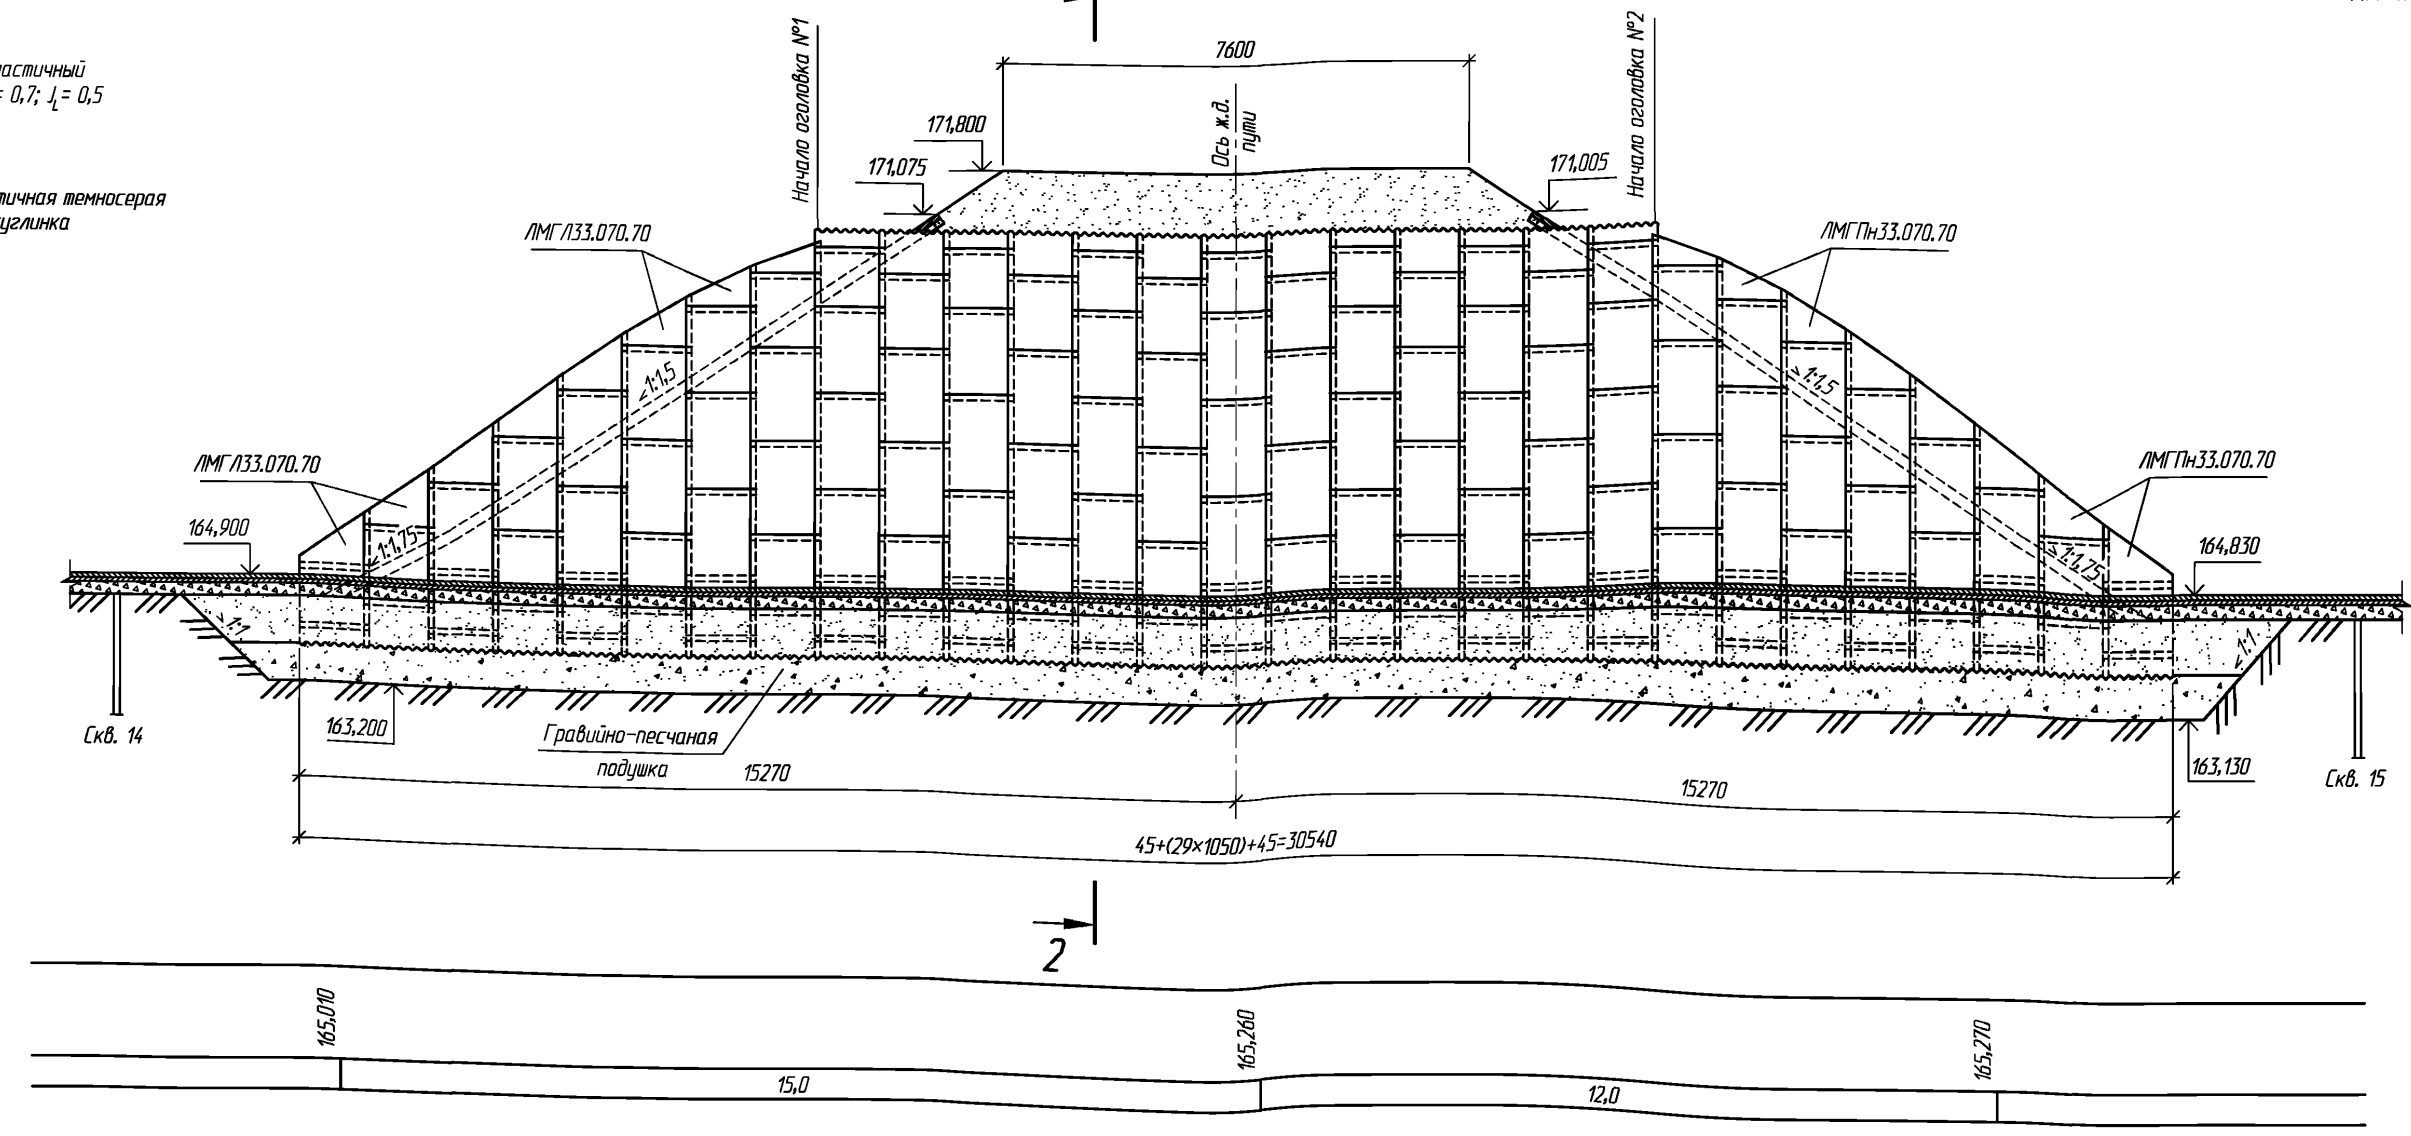 Начало оголовка №1
Начало оголовка №2
7600
= 0,7; J_L = 0,5
171,800
Ось ж.д.
пути
171,075
171,005
темносерая
ЛМГЛ33.070.70
ЛМГПн33.070.70
1:1,5
1:1,5
ЛМГЛ33.070.70
ЛМГПн33.070.70
164,900
1:1,75
1:1,75
164,830
1:1
1:1
163,200
Гравийно-песчаная
подушка
Скв. 14
163,130
Скв. 15
15270
15270
45+(29×1050)+45=30540
2
165,010
165,260
165,270
15,0
12,0